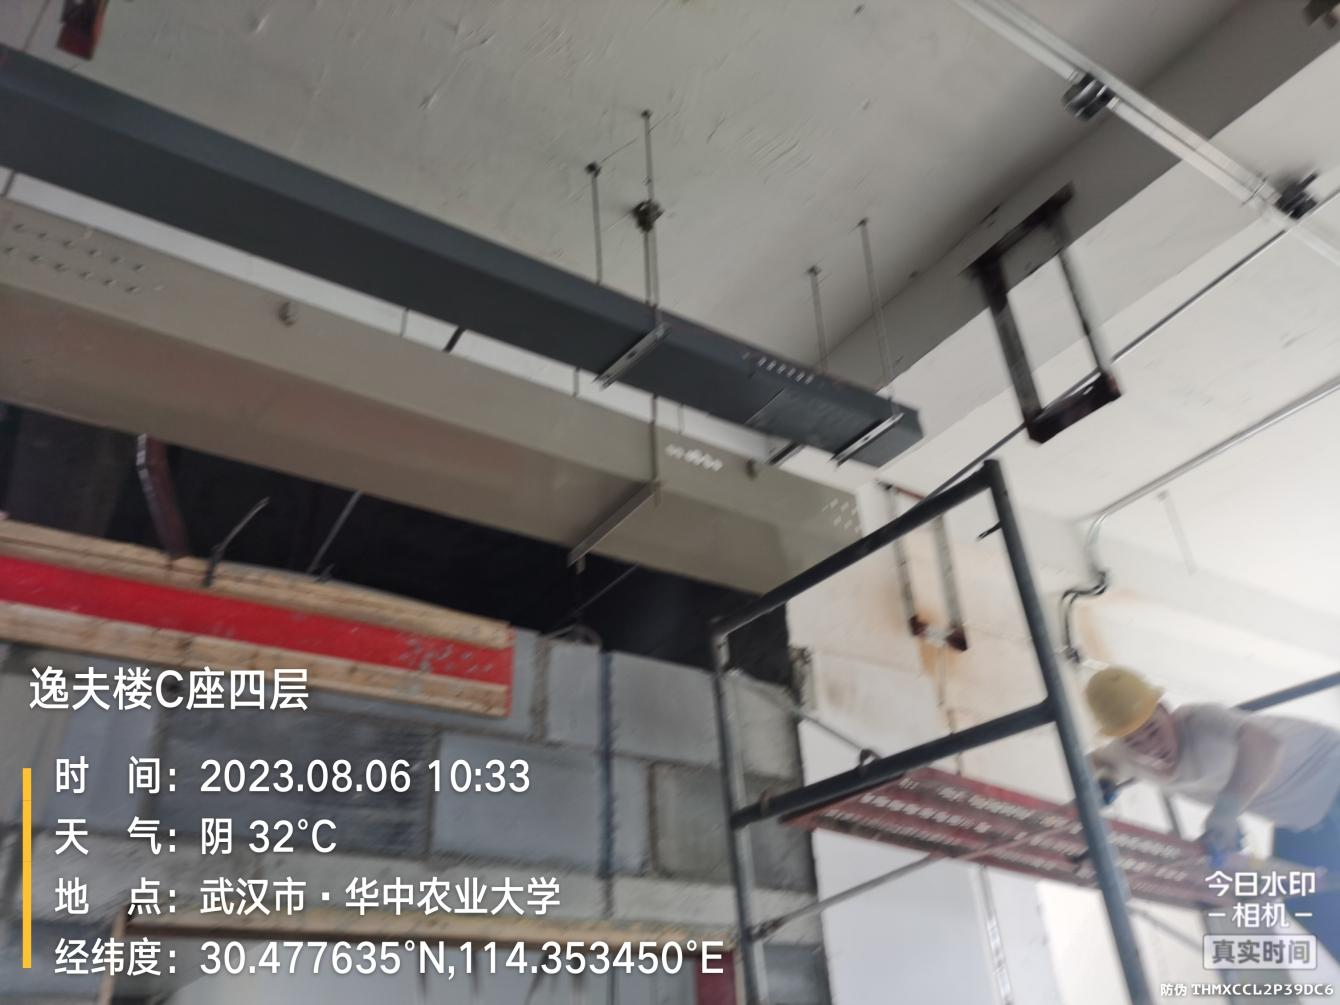 逸夫楼C座四层
时 间：2023.08.06 10:33
天 气：阴 32°C
地 点：武汉市·华中农业大学
经纬度：30.477635°N,114.353450°E
今日水印
-相机-
真实时间
防伪 THMXCCL2P39DC6